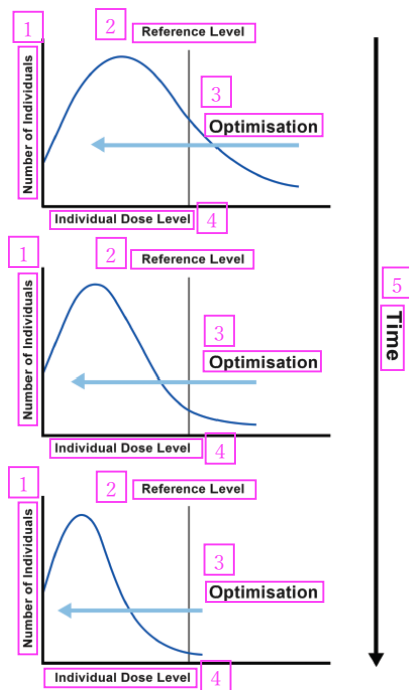 1
2
Reference Level
Number of Individuals
3
Optimisation
Individual Dose Level
4
1
2
Reference Level
Number of Individuals
3
Optimisation
Individual Dose Level
4
5
Time
1
2
Reference Level
Number of Individuals
3
Optimisation
Individual Dose Level
4